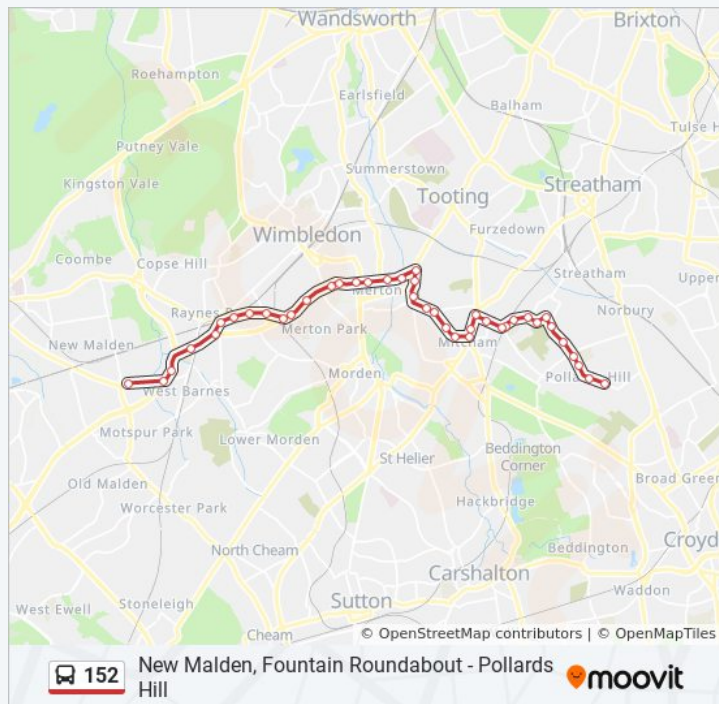 Wandsworth
Brixton
Roehampton
Earlsfield
Balham
Tulse H
Putney Vale
Summerstown
Kingston Vale
Tooting
Streatham
Furzedown
Wimbledon
Coombe
Copse Hill
Streatham
Upper
Merton
Norbury
Raynes
Merton Park
New Malden
Mitcham
Morden
Pollards Hill
West Barnes
Motspur Park
Lower Morden
St Helier
Beddington
Corner
Old Malden
Broad Green
Worcester Park
Hackbridge
North Cheam
Beddington
Croyd
Carshalton
Waddon
West Ewell
Stoneleigh
Sutton
Cheam
© OpenStreetMap contributors | © OpenMapTiles
152
New Malden, Fountain Roundabout - Pollards
Hill
moovit